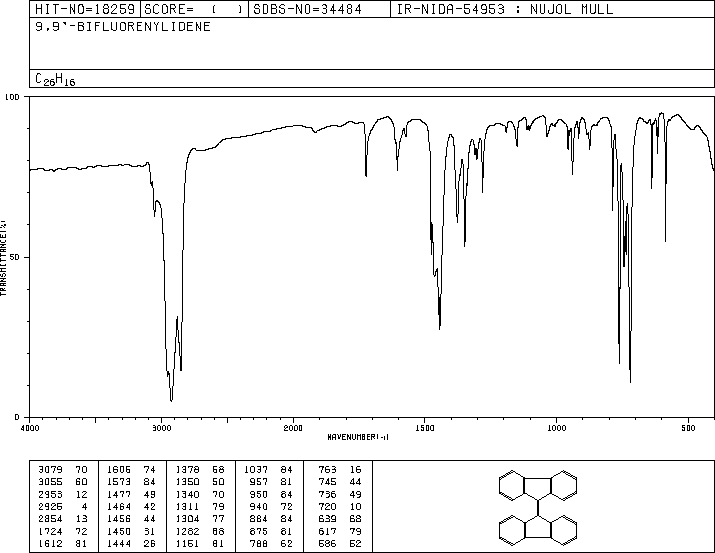 HIT-NO=18259 SCORE= ( ) SDBS-NO=34484 IR-NIDA-54953 : NUJOL MULL
9,9'-BIFLUORENYLIDENE
C26H16
100
50
0
TRANSMITTANCE(%)
4000 3000 2000 1500 1000 500
WAVENUMBER(-1)
3079 70 1606 74 1378 58 1037 84 763 16
3055 60 1573 84 1350 50 957 81 745 44
2953 12 1477 49 1340 70 950 84 736 49
2925 4 1464 42 1311 79 940 72 720 10
2854 13 1456 44 1304 77 884 84 639 68
1724 72 1450 31 1282 68 875 81 617 79
1612 81 1444 26 1151 81 788 62 586 52